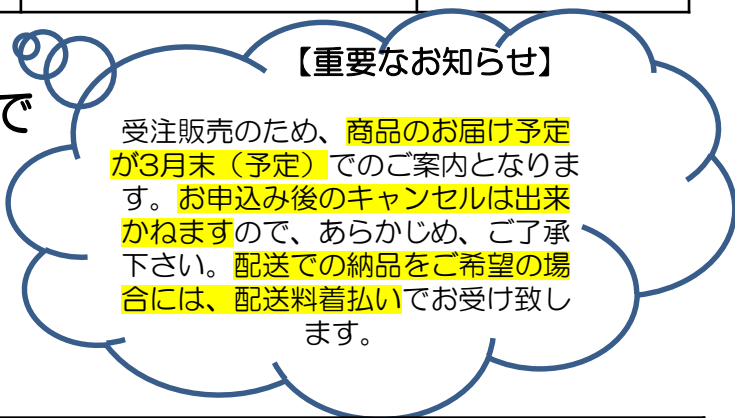 【重要なお知らせ】
で
受注販売のため、商品のお届け予定
が3月末（予定）でのご案内となりま
す。お申込み後のキャンセルは出来
かねますので、あらかじめ、ご了承
下さい。配送での納品をご希望の場
合には、配送料着払いでお受け致し
ます。